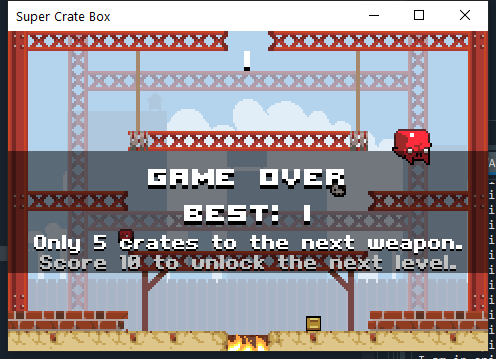 Super Crate Box
1
GAME OVER
BEST: 1
Only 5 crates to the next weapon.
Score 10 to unlock the next level.